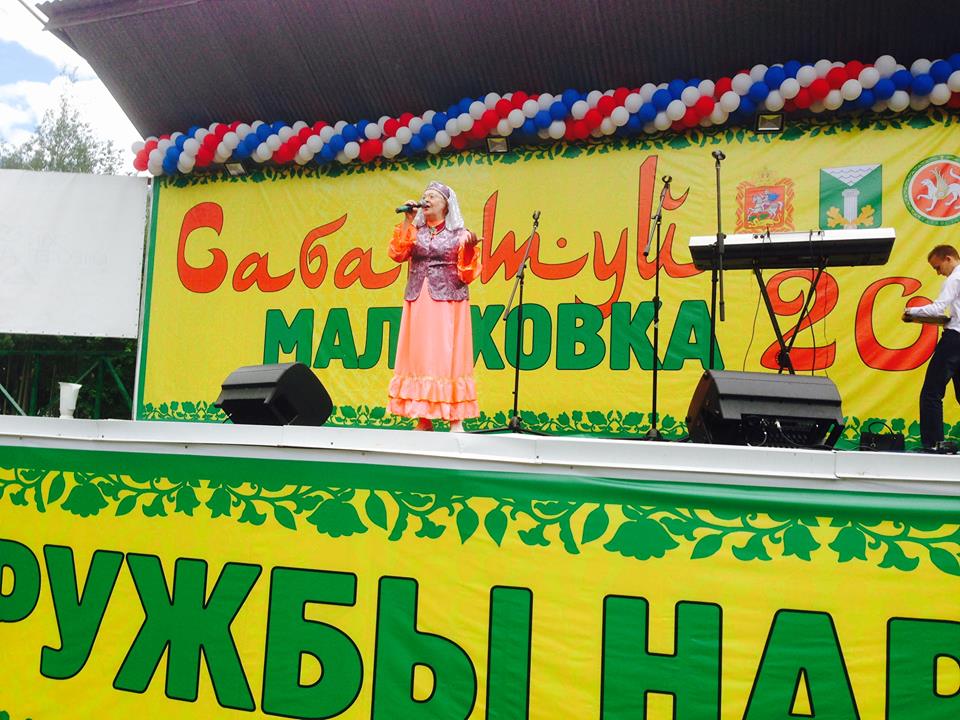 Сабантуй
МАЛАХОВКА 20
РУЖБЫ НАР